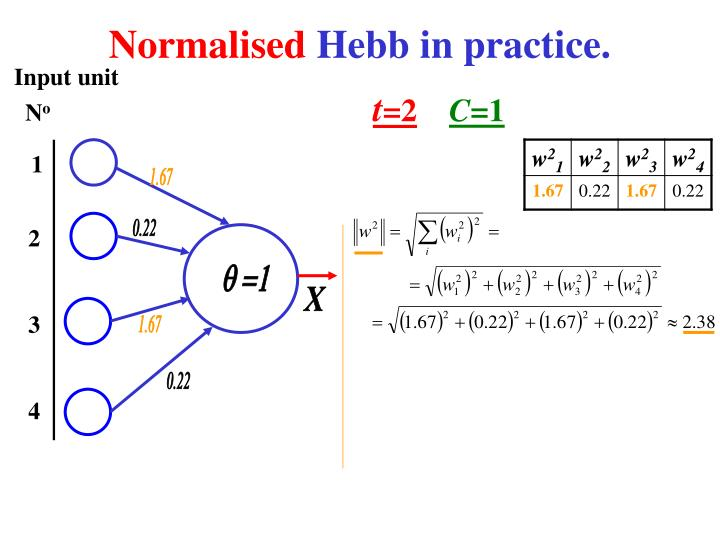 Normalised Hebb in practice.
Input unit
Nº
t=2 C=1
1
2
3
4
1.67
0.22
1.67
0.22
θ=1
X
w²₁ w²₂ w²₃ w²₄
1.67 0.22 1.67 0.22
‖w²‖ = √∑ᵢ(wᵢ²)² =
= √(w₁²)² + (w₂²)² + (w₃²)² + (w₄²)²
= √(1.67)² + (0.22)² + (1.67)² + (0.22)² ≈ 2.38